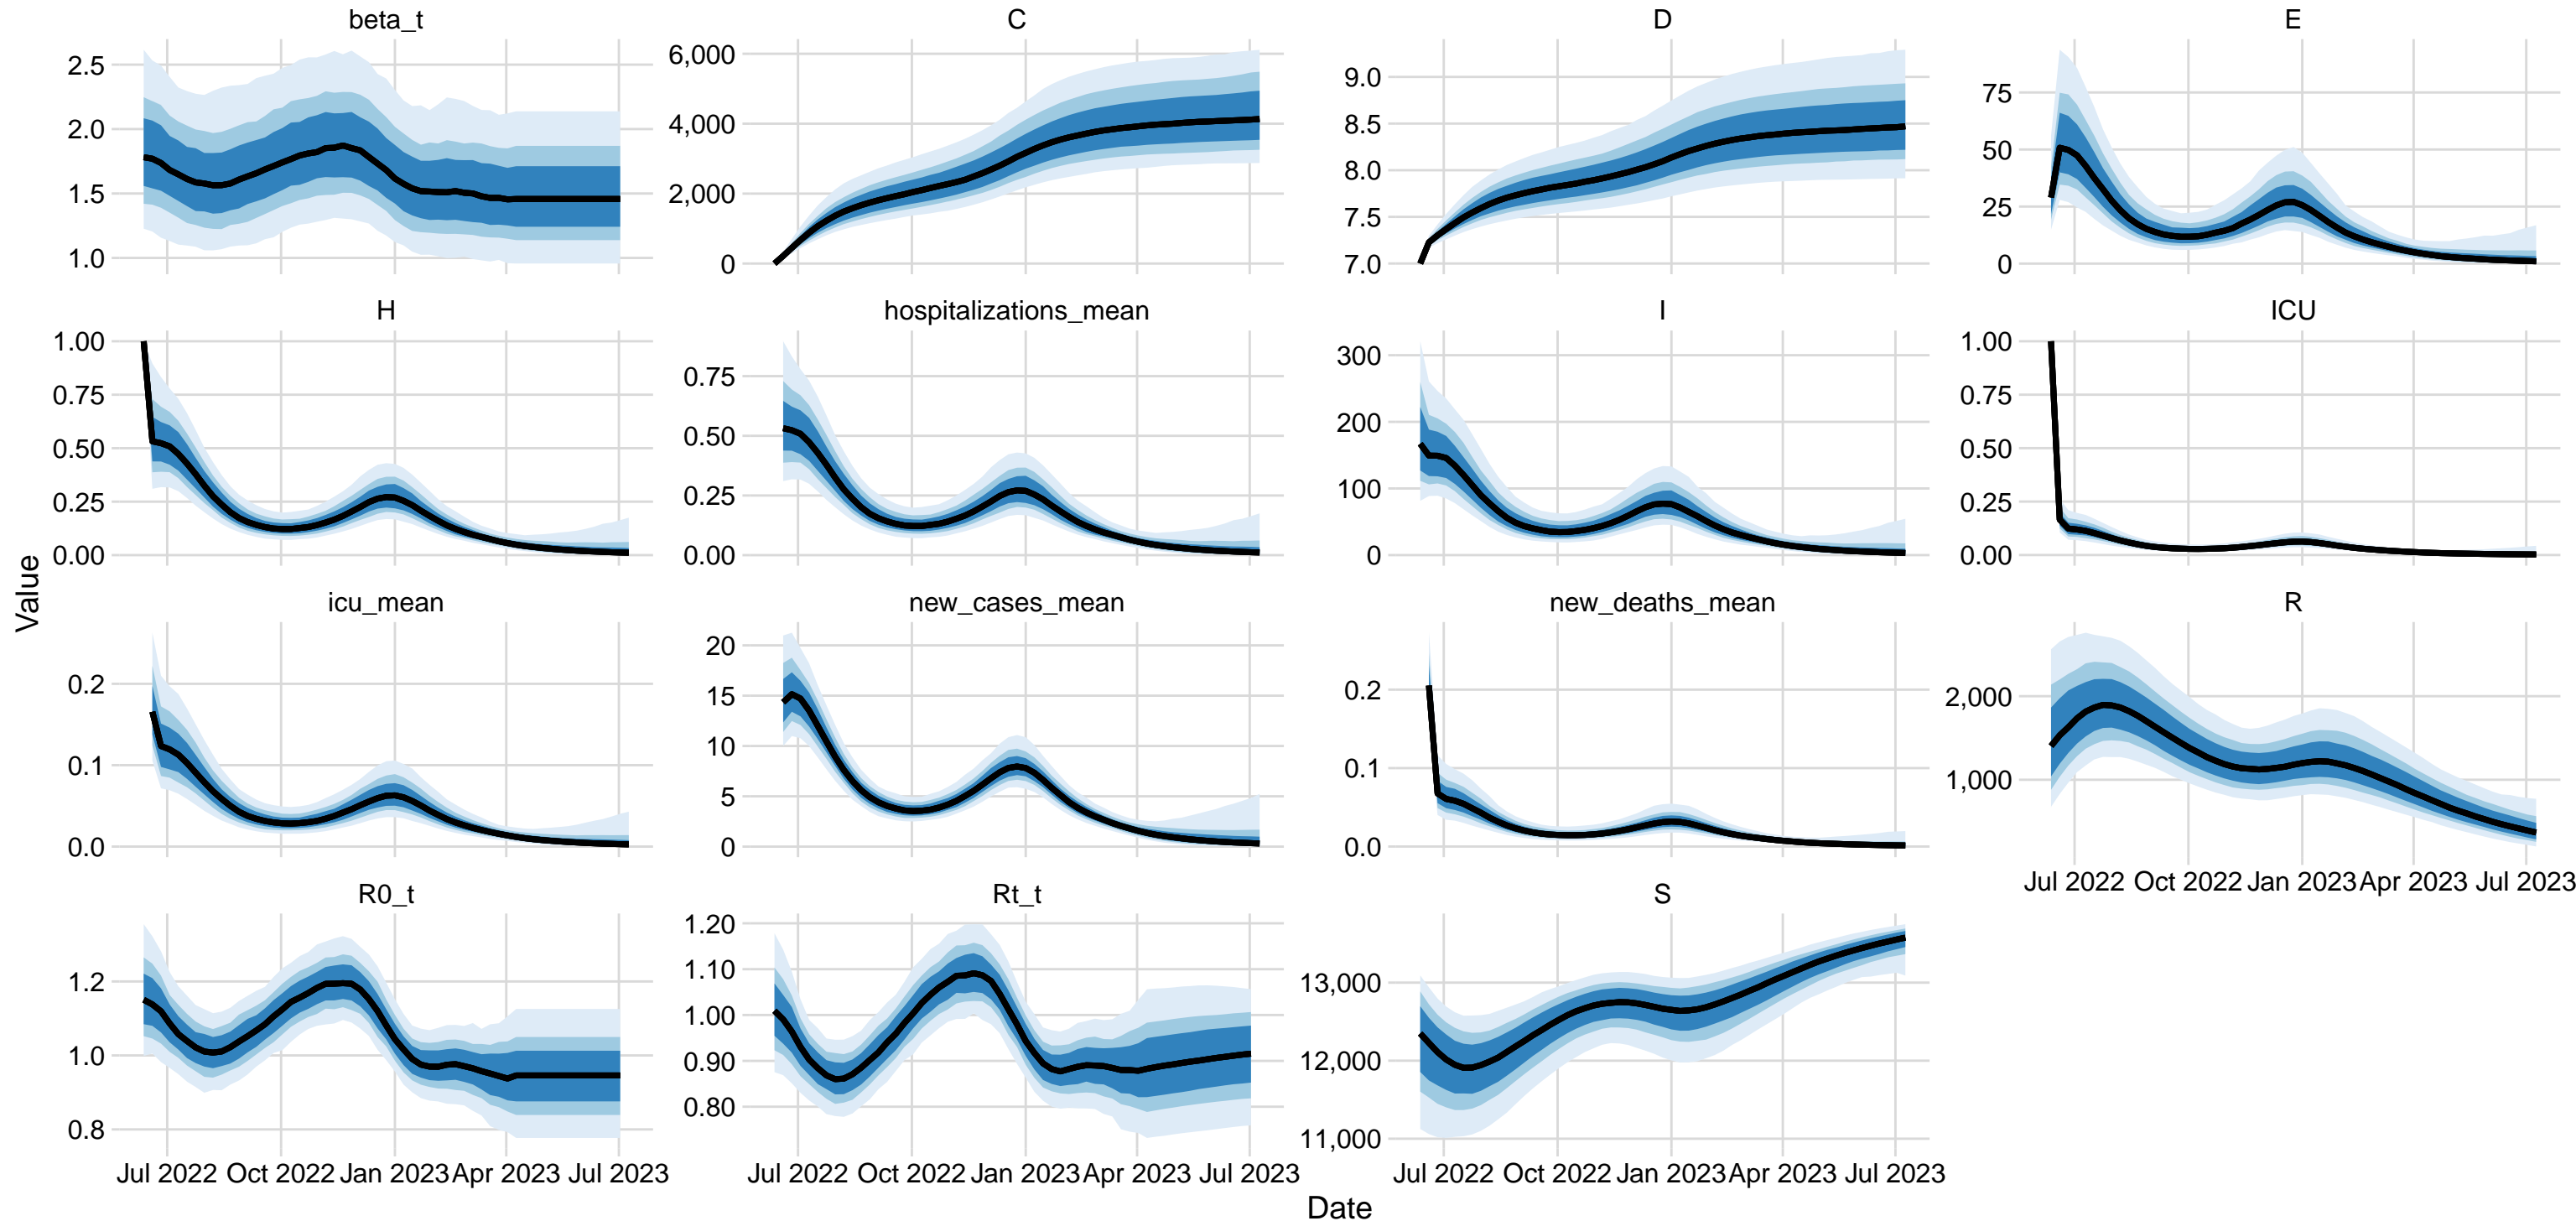 beta_t
C
D
E
2.5
2.0
1.5
1.0
6,000
4,000
2,000
0
9.0
8.5
8.0
7.5
7.0
75
50
25
0
H
hospitalizations_mean
I
ICU
1.00
0.75
0.50
0.25
0.00
0.75
0.50
0.25
0.00
300
200
100
0
1.00
0.75
0.50
0.25
0.00
Value
icu_mean
new_cases_mean
new_deaths_mean
R
0.2
0.1
0.0
20
15
10
5
0
0.2
0.1
0.0
2,000
1,000
Jul 2022 Oct 2022 Jan 2023 Apr 2023 Jul 2023
R0_t
Rt_t
S
1.2
1.0
0.8
1.20
1.10
1.00
0.90
0.80
13,000
12,000
11,000
Jul 2022 Oct 2022 Jan 2023 Apr 2023 Jul 2023
Jul 2022 Oct 2022 Jan 2023 Apr 2023 Jul 2023
Jul 2022 Oct 2022 Jan 2023 Apr 2023 Jul 2023
Date